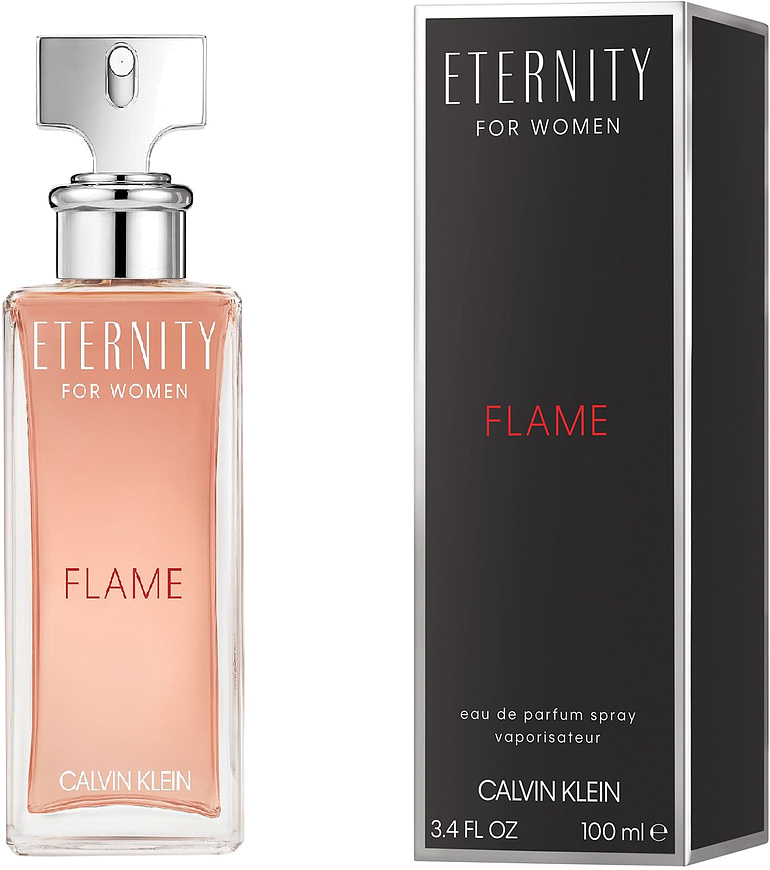 ETERNITY
FOR WOMEN
FLAME
CALVIN KLEIN
ETERNITY
FOR WOMEN
FLAME
eau de parfum spray
vaporisateur
CALVIN KLEIN
3.4 FL OZ 100 ml ℮